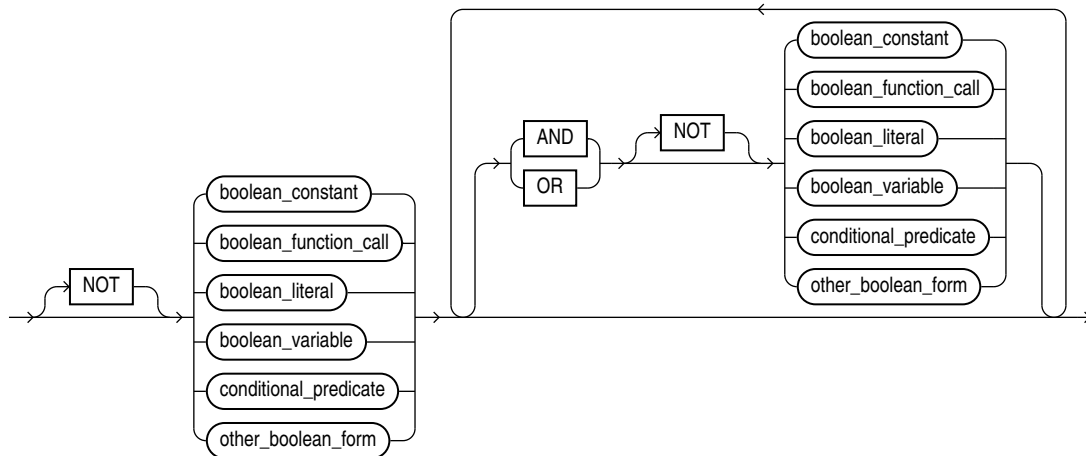 NOT
boolean_constant
boolean_function_call
boolean_literal
boolean_variable
conditional_predicate
other_boolean_form
AND
OR
NOT
boolean_constant
boolean_function_call
boolean_literal
boolean_variable
conditional_predicate
other_boolean_form